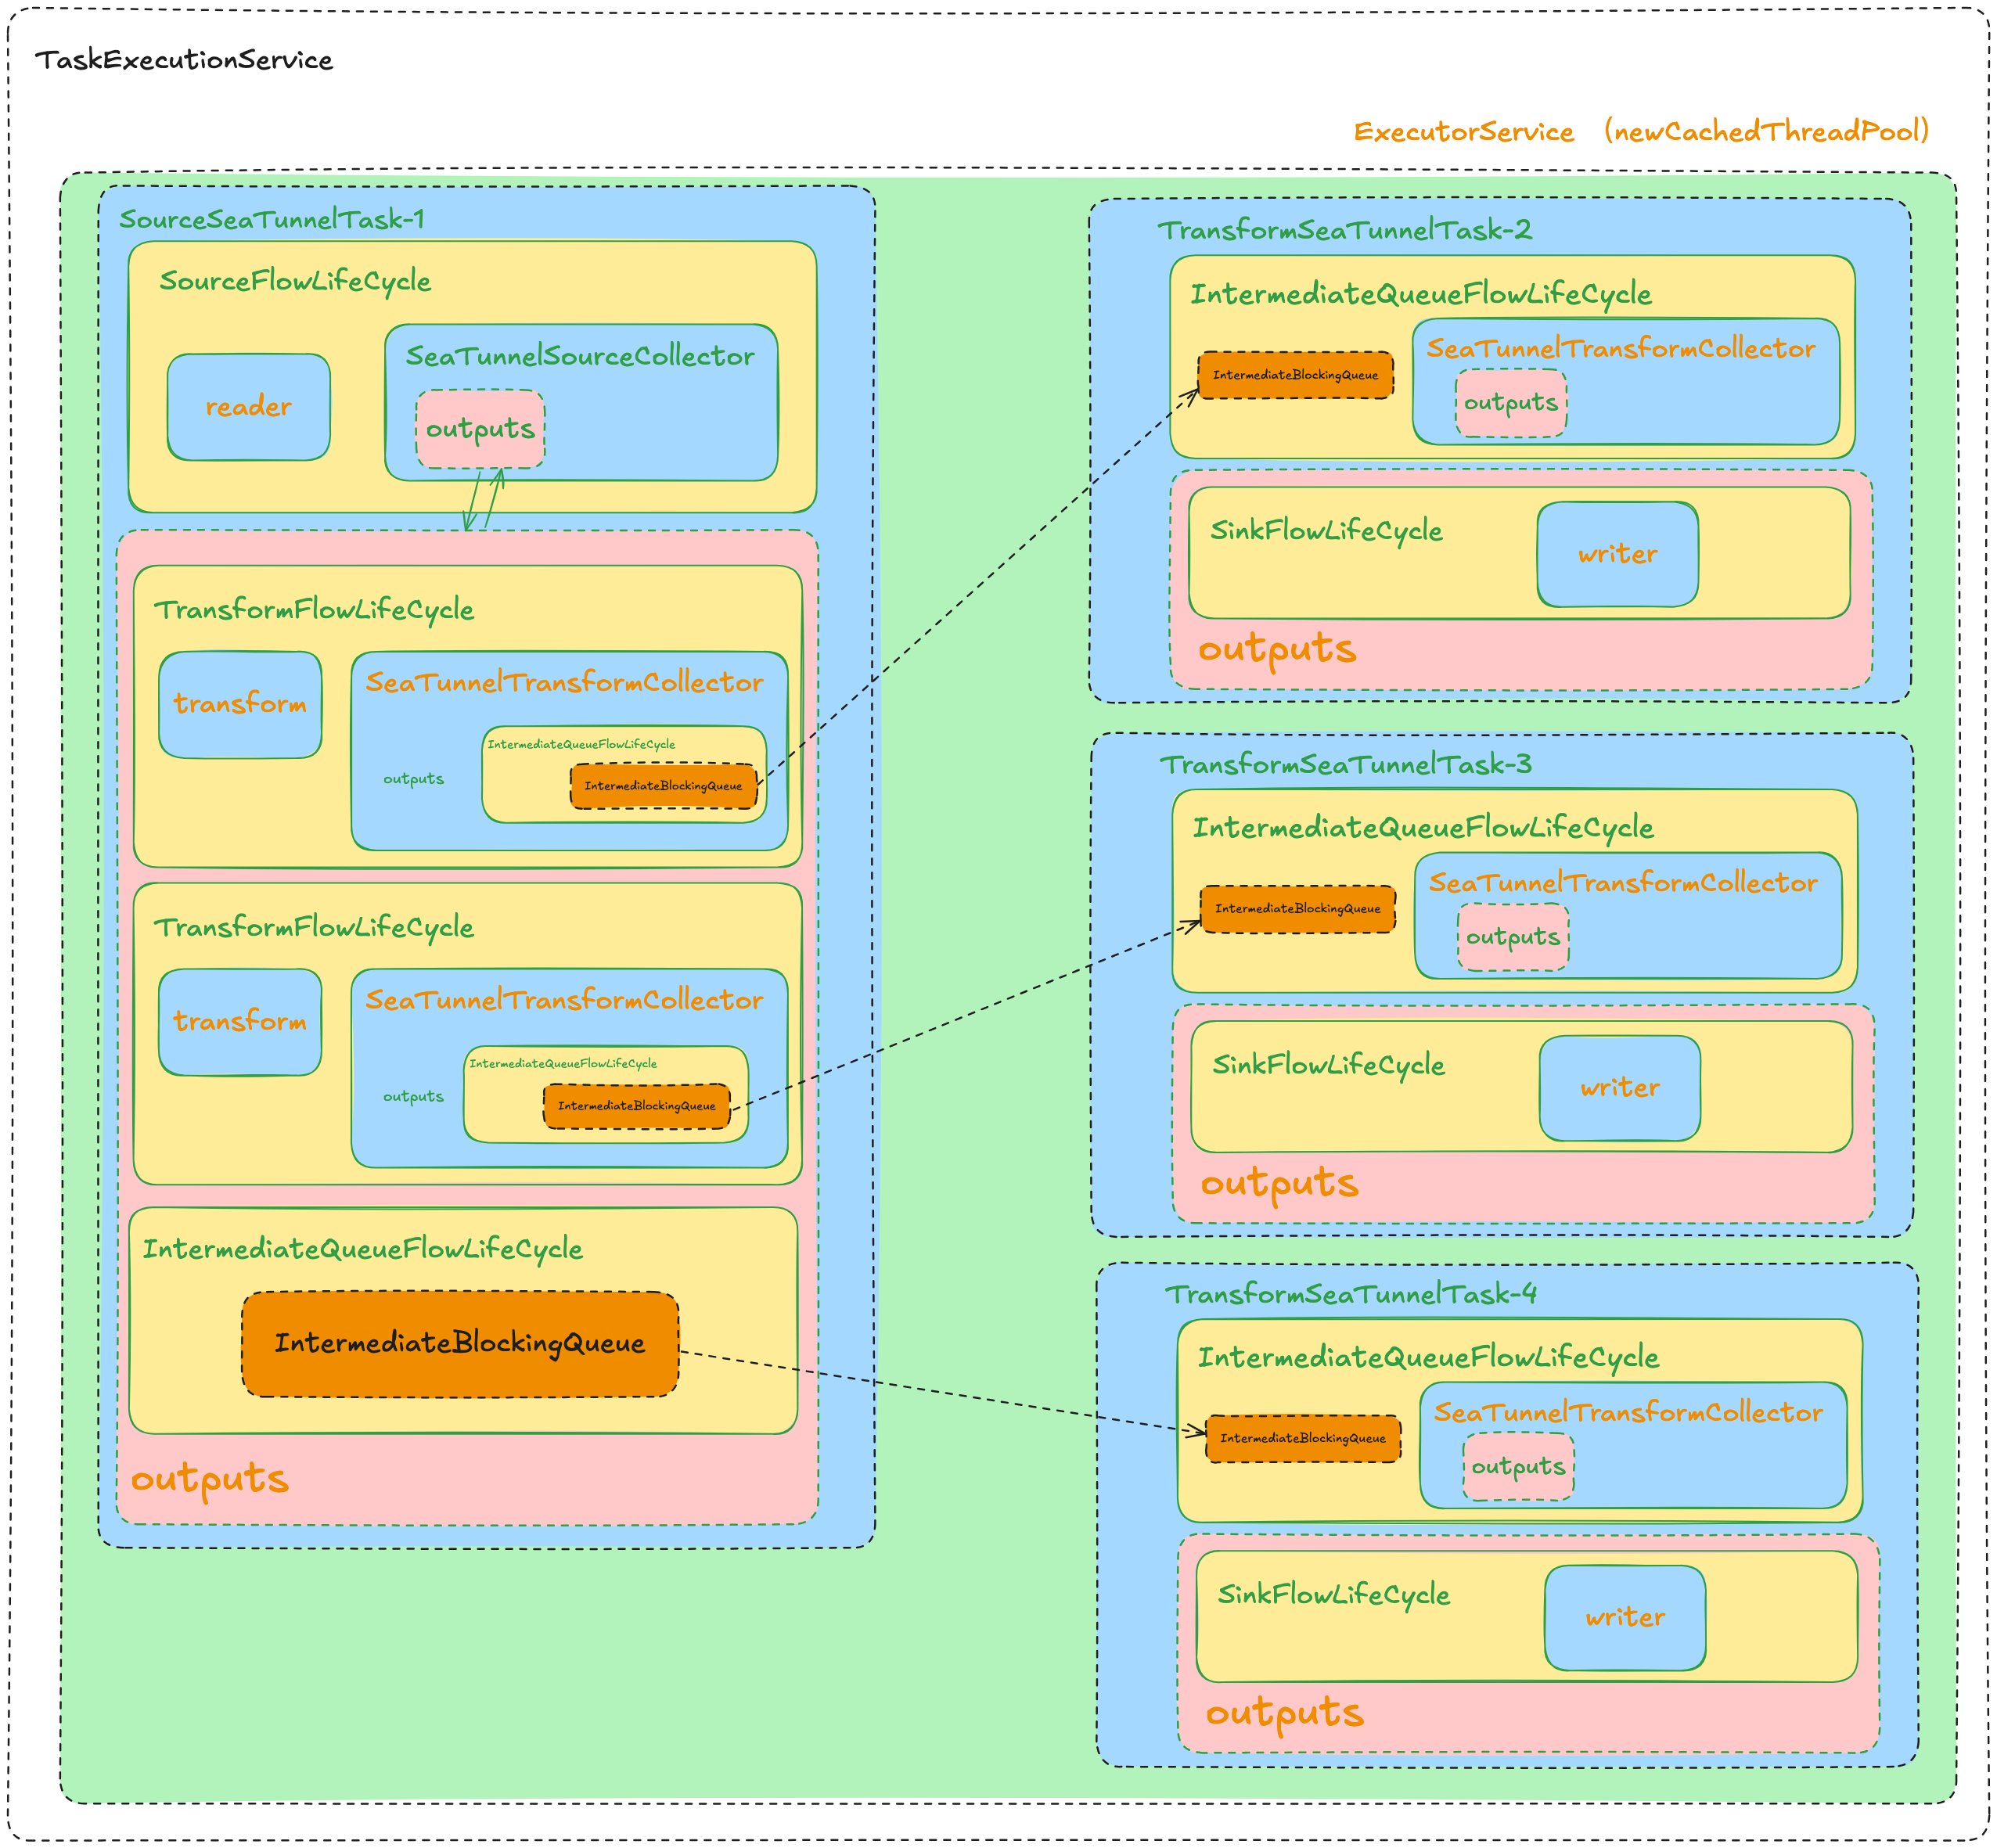 TaskExecutionService
ExecutorService (newCachedThreadPool)
SourceSeaTunnelTask-1
SourceFlowLifeCycle
reader
SeaTunnelSourceCollector
outputs
TransformFlowLifeCycle
transform
SeaTunnelTransformCollector
outputs
IntermediateQueueFlowLifeCycle
IntermediateBlockingQueue
TransformFlowLifeCycle
transform
SeaTunnelTransformCollector
outputs
IntermediateQueueFlowLifeCycle
IntermediateBlockingQueue
IntermediateQueueFlowLifeCycle
IntermediateBlockingQueue
outputs
TransformSeaTunnelTask-2
IntermediateQueueFlowLifeCycle
IntermediateBlockingQueue
SeaTunnelTransformCollector
outputs
SinkFlowLifeCycle
writer
outputs
TransformSeaTunnelTask-3
IntermediateQueueFlowLifeCycle
IntermediateBlockingQueue
SeaTunnelTransformCollector
outputs
SinkFlowLifeCycle
writer
outputs
TransformSeaTunnelTask-4
IntermediateQueueFlowLifeCycle
IntermediateBlockingQueue
SeaTunnelTransformCollector
outputs
SinkFlowLifeCycle
writer
outputs